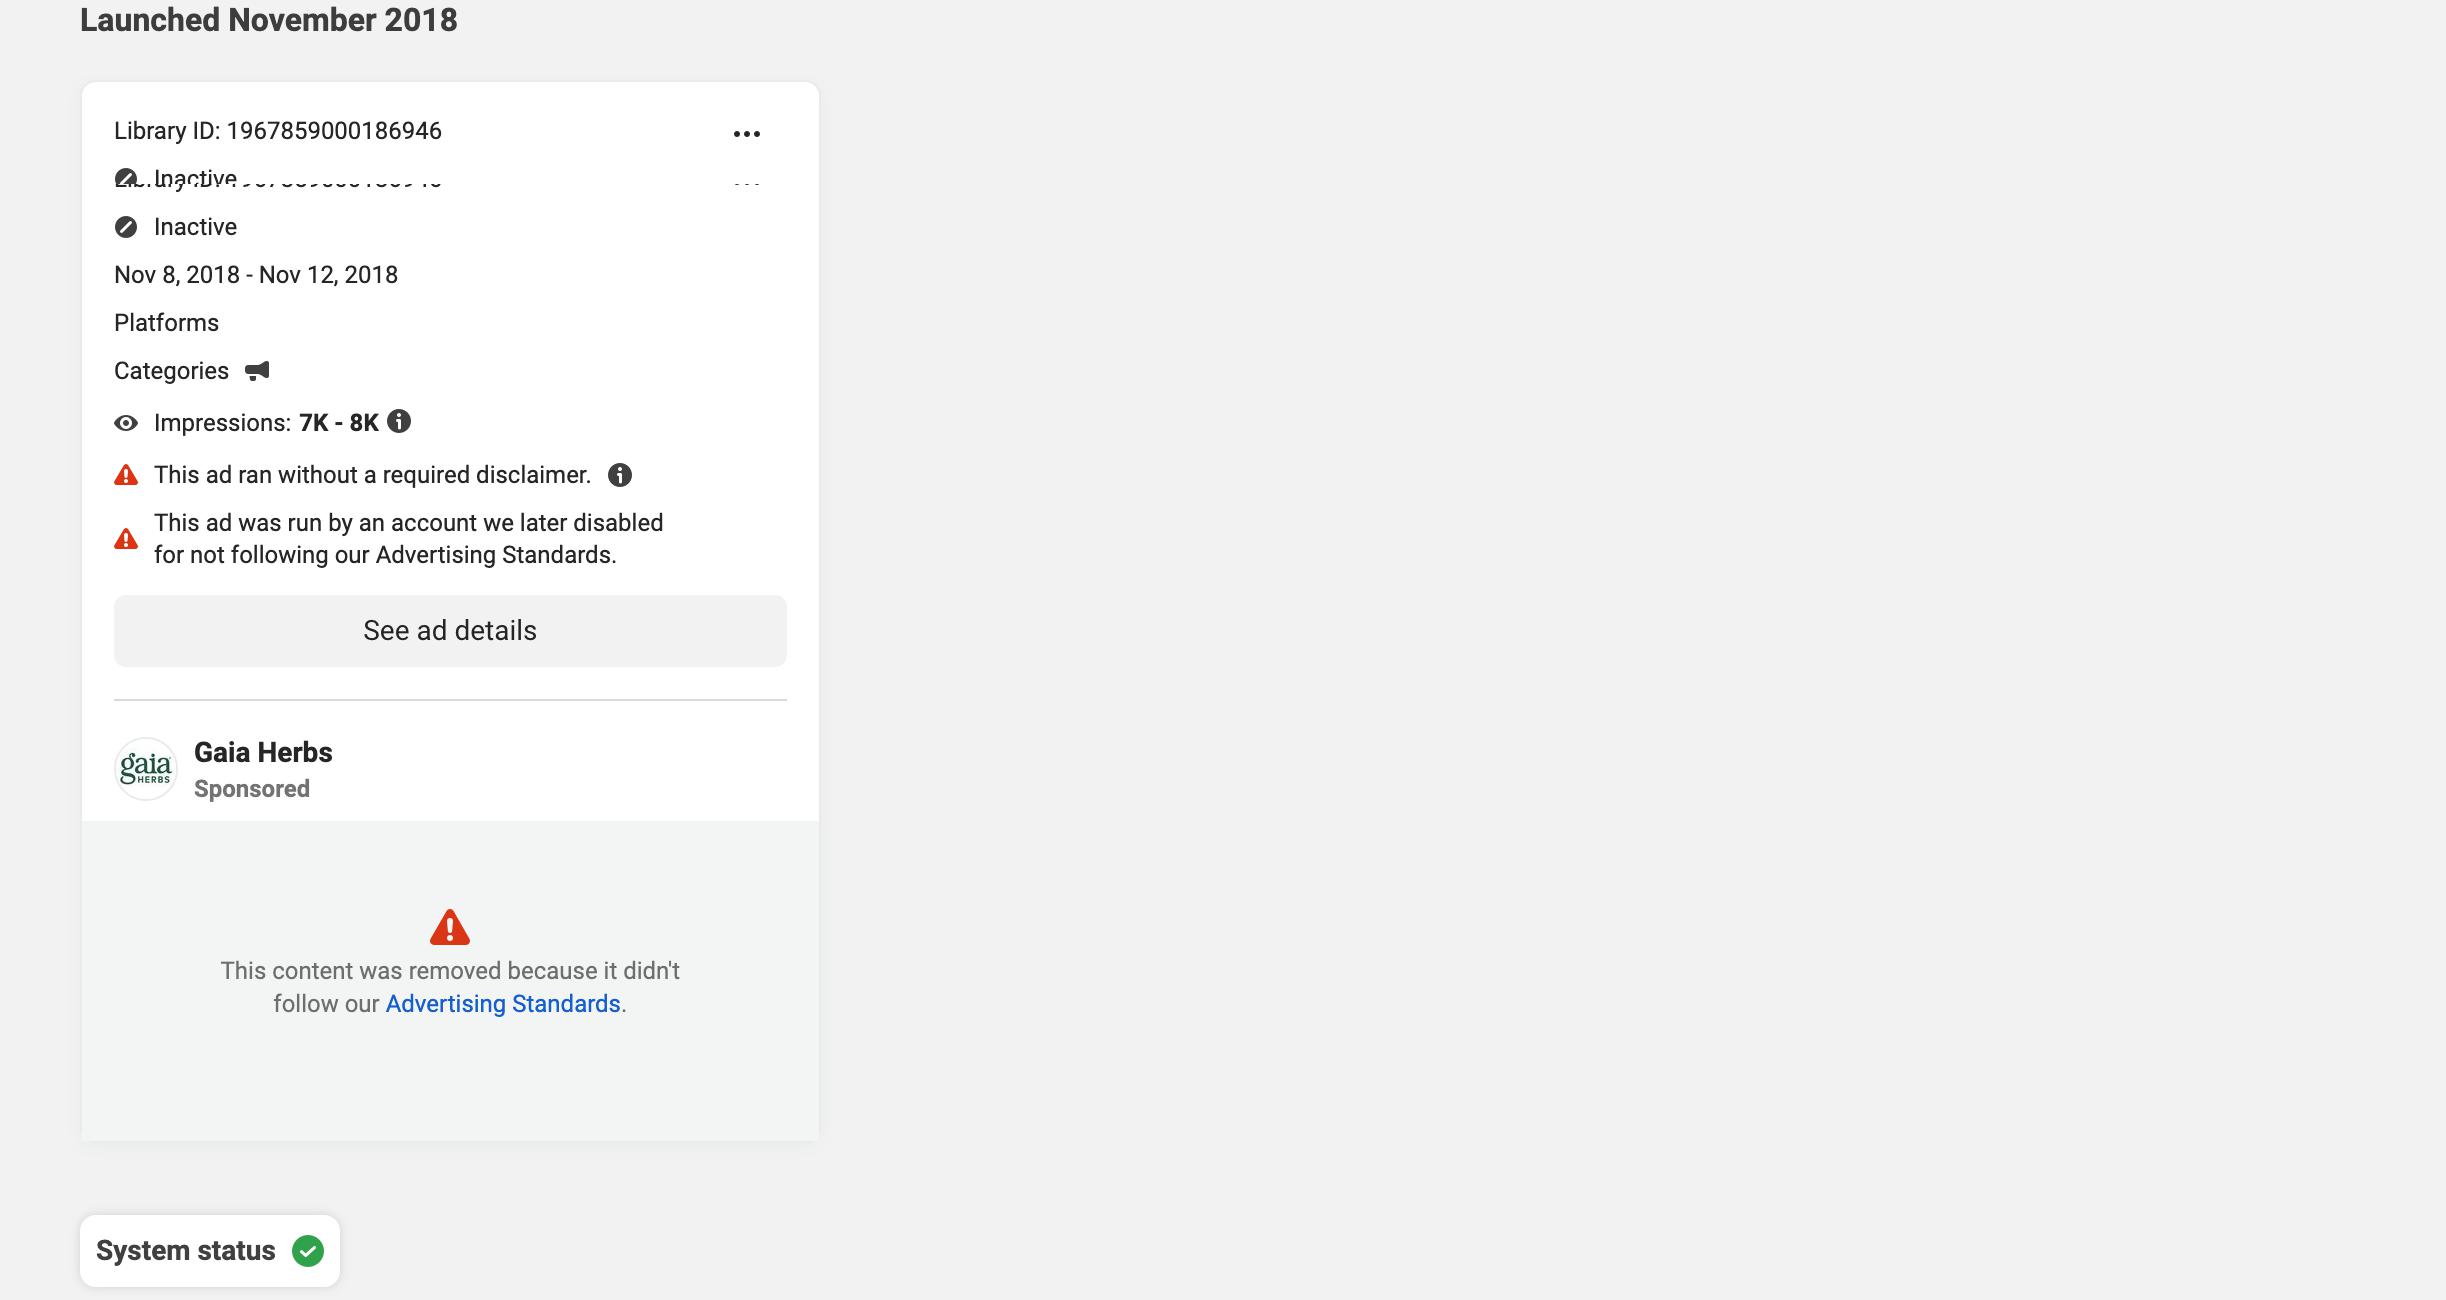 Launched November 2018
Library ID: 1967859000186946
Inactive
Library ID: 1967859000186946
Inactive
Nov 8, 2018 - Nov 12, 2018
Platforms
Categories
Impressions: 7K - 8K
This ad ran without a required disclaimer.
This ad was run by an account we later disabled
for not following our Advertising Standards.
See ad details
Gaia Herbs
gaia
HERBS
Sponsored
This content was removed because it didn't
follow our Advertising Standards.
System status